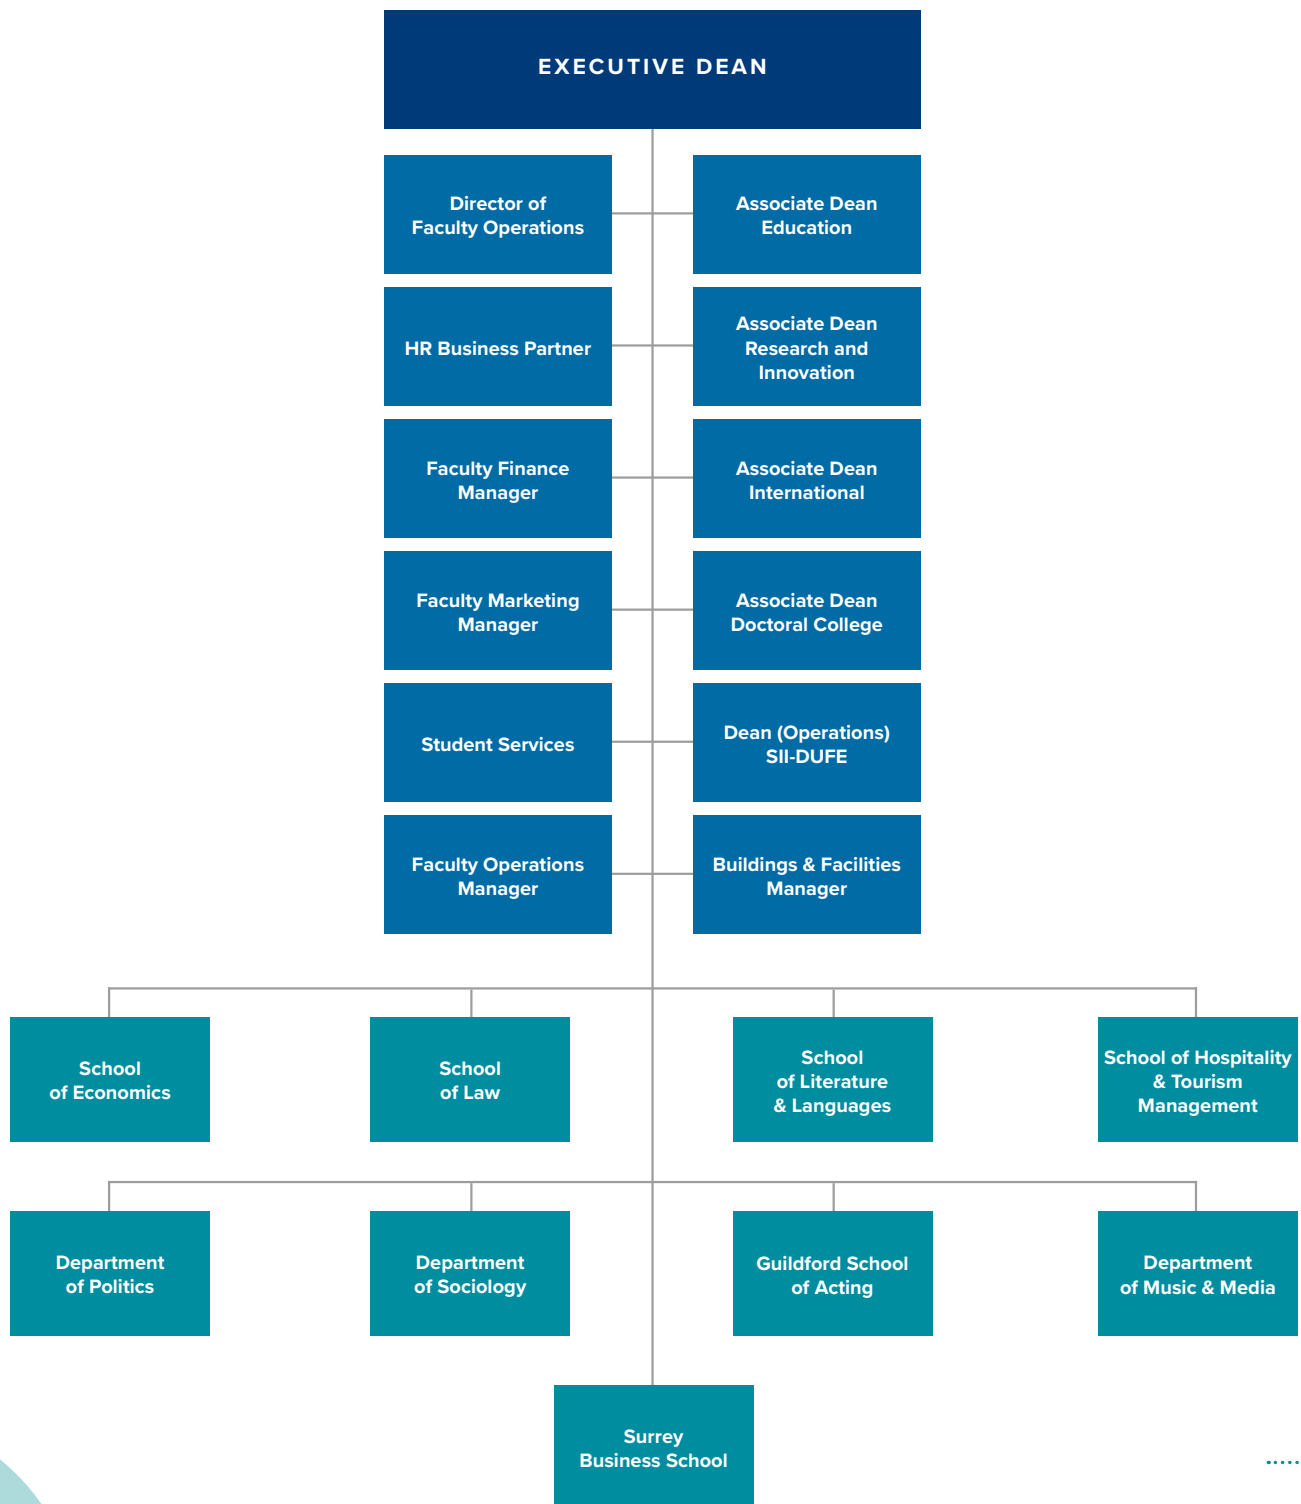 EXECUTIVE DEAN
Director of
Faculty Operations
Associate Dean
Education
HR Business Partner
Associate Dean
Research and
Innovation
Faculty Finance
Manager
Associate Dean
International
Faculty Marketing
Manager
Associate Dean
Doctoral College
Student Services
Dean (Operations)
SII-DUFE
Faculty Operations
Manager
Buildings & Facilities
Manager
School
of Economics
School
of Law
School
of Literature
& Languages
School of Hospitality
& Tourism
Management
Department
of Politics
Department
of Sociology
Guildford School
of Acting
Department
of Music & Media
Surrey
Business School